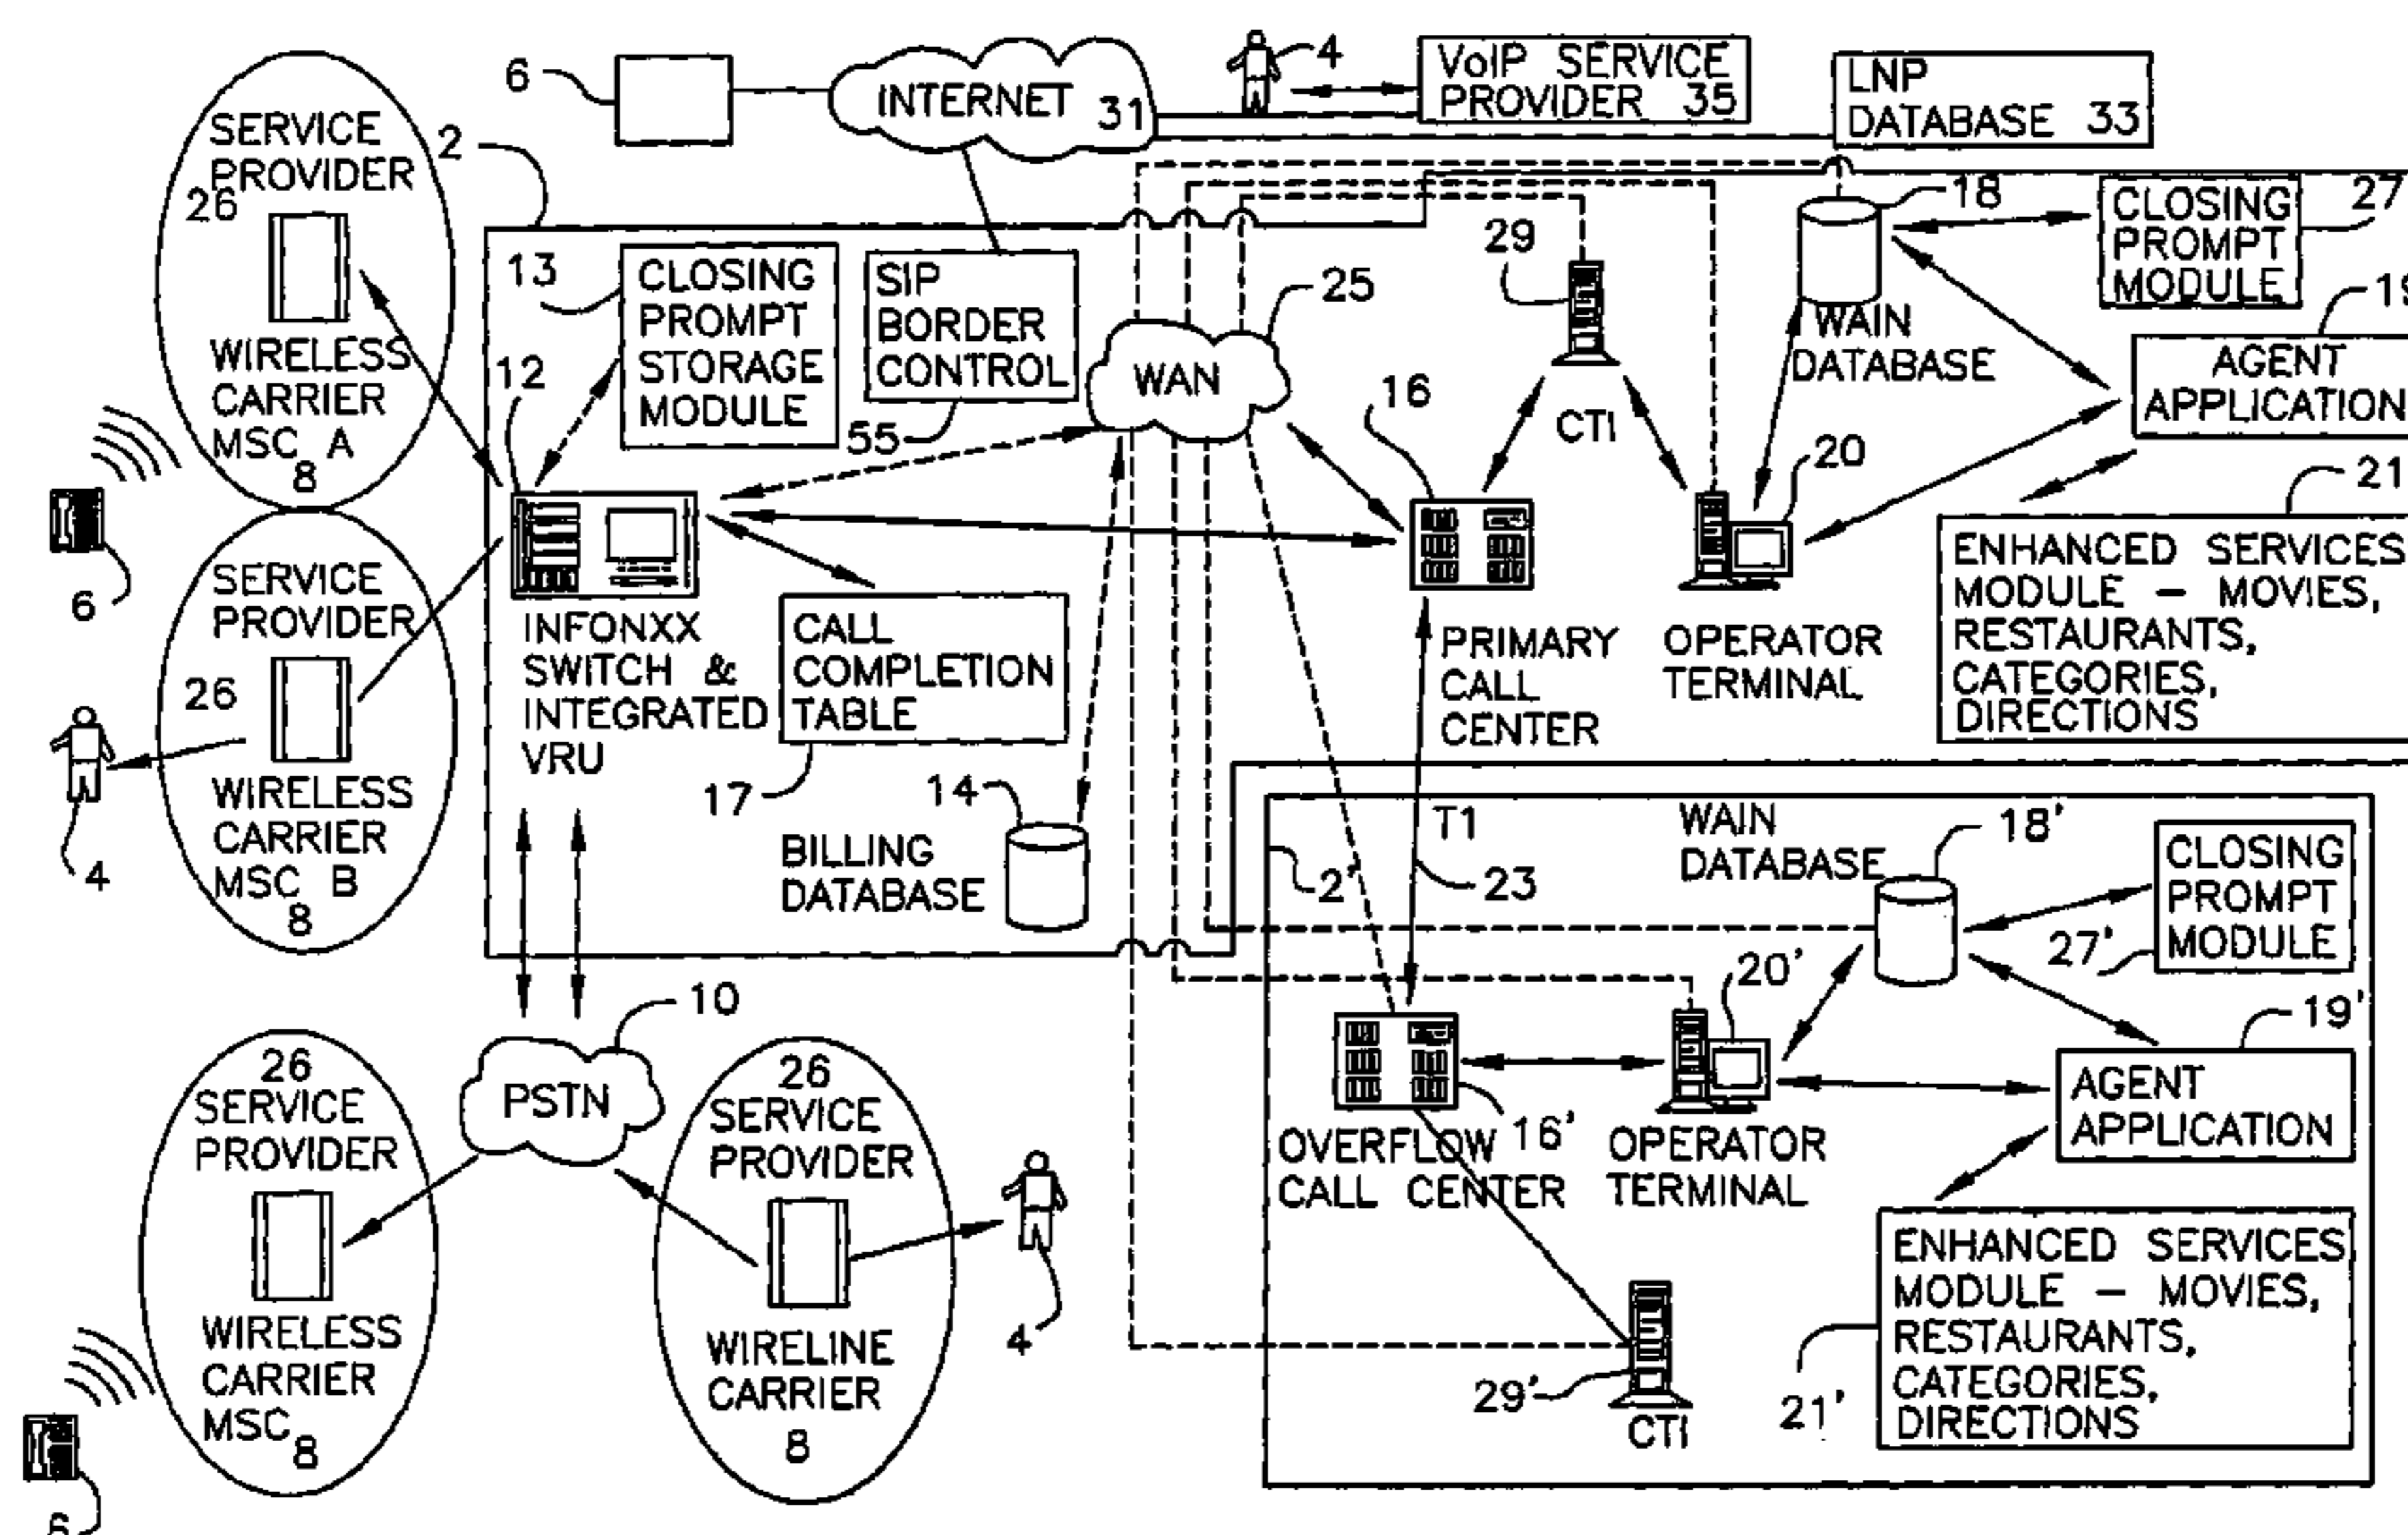 6
INTERNET 31
4
VoIP SERVICE
PROVIDER 35
LNP
DATABASE 33
SERVICE
PROVIDER
26
WIRELESS
CARRIER
MSC A
8
2
6
SERVICE
PROVIDER
26
WIRELESS
CARRIER
MSC B
8
4
13
CLOSING
PROMPT
STORAGE
MODULE
12
INFONXX
SWITCH &
INTEGRATED
VRU
SIP
BORDER
CONTROL
55
WAN
25
CALL
COMPLETION
TABLE
17
14
BILLING
DATABASE
29
CTI
16
PRIMARY
CALL
CENTER
20
OPERATOR
TERMINAL
18
WAIN
DATABASE
CLOSING
PROMPT
MODULE
27
19
AGENT
APPLICATION
21
ENHANCED SERVICES
MODULE – MOVIES,
RESTAURANTS,
CATEGORIES,
DIRECTIONS
T1
23
2'
WAIN
DATABASE
18'
CLOSING
PROMPT
MODULE
27'
20'
19'
AGENT
APPLICATION
16'
OVERFLOW
CALL CENTER
OPERATOR
TERMINAL
29'
CTI
21'
ENHANCED SERVICES
MODULE – MOVIES,
RESTAURANTS,
CATEGORIES,
DIRECTIONS
10
PSTN
26
SERVICE
PROVIDER
WIRELESS
CARRIER
MSC
8
6
26
SERVICE
PROVIDER
WIRELINE
CARRIER
8
4